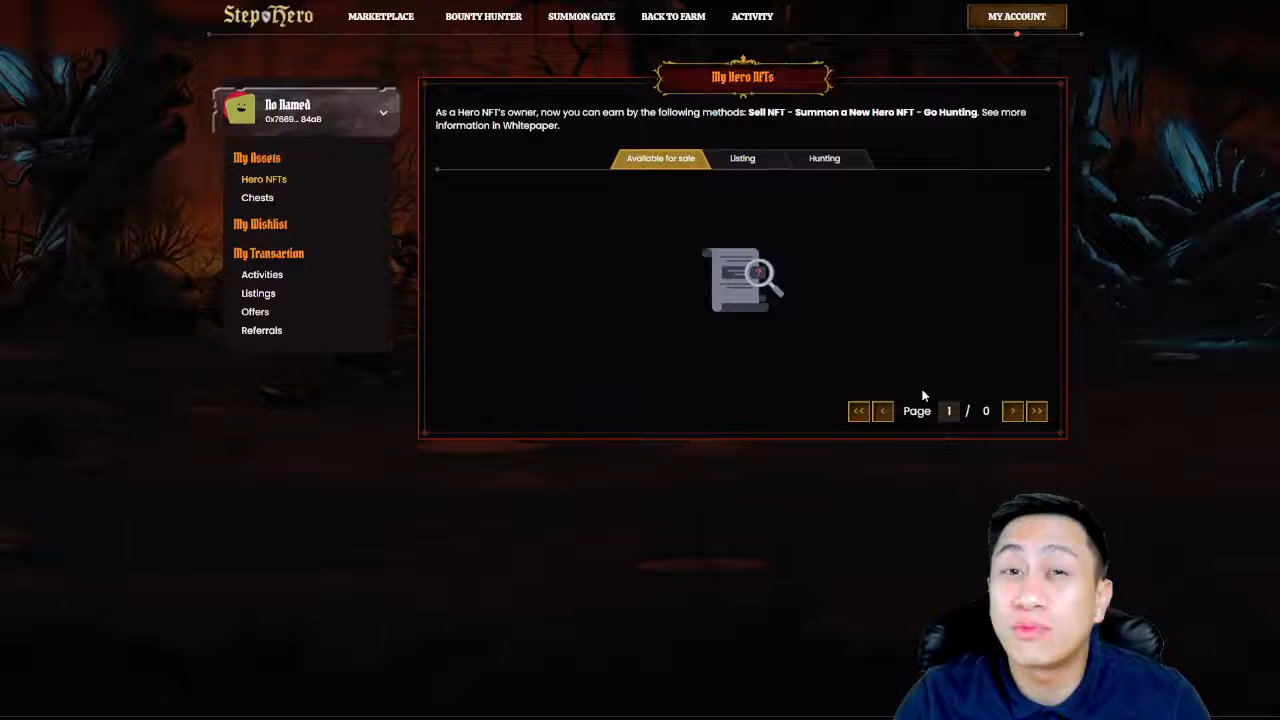 Step Hero
MARKETPLACE
BOUNTY HUNTER
SUMMON GATE
BACK TO FARM
ACTIVITY
MY ACCOUNT
No Named
0x7669... 84aB
My Assets
Hero NFTs
Chests
My Wishlist
My Transaction
Activities
Listings
Offers
Referrals
My Hero NFTs
As a Hero NFT's owner, now you can earn by the following methods: Sell NFT - Summon a New Hero NFT - Go Hunting. See more
information in Whitepaper.
Available for sale
Listing
Hunting
?
<< < Page 1 / 0 > >>